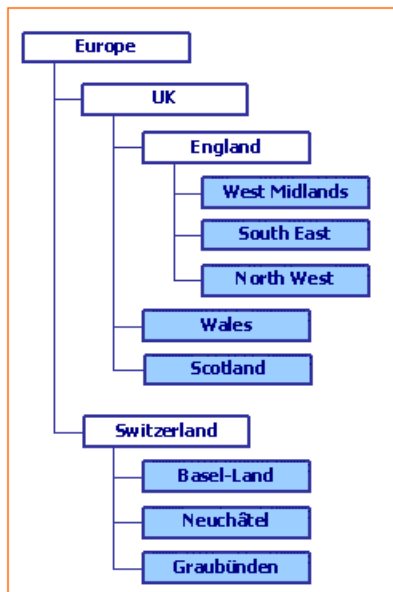 Europe
UK
England
West Midlands
South East
North West
Wales
Scotland
Switzerland
Basel-Land
Neuchâtel
Graubünden